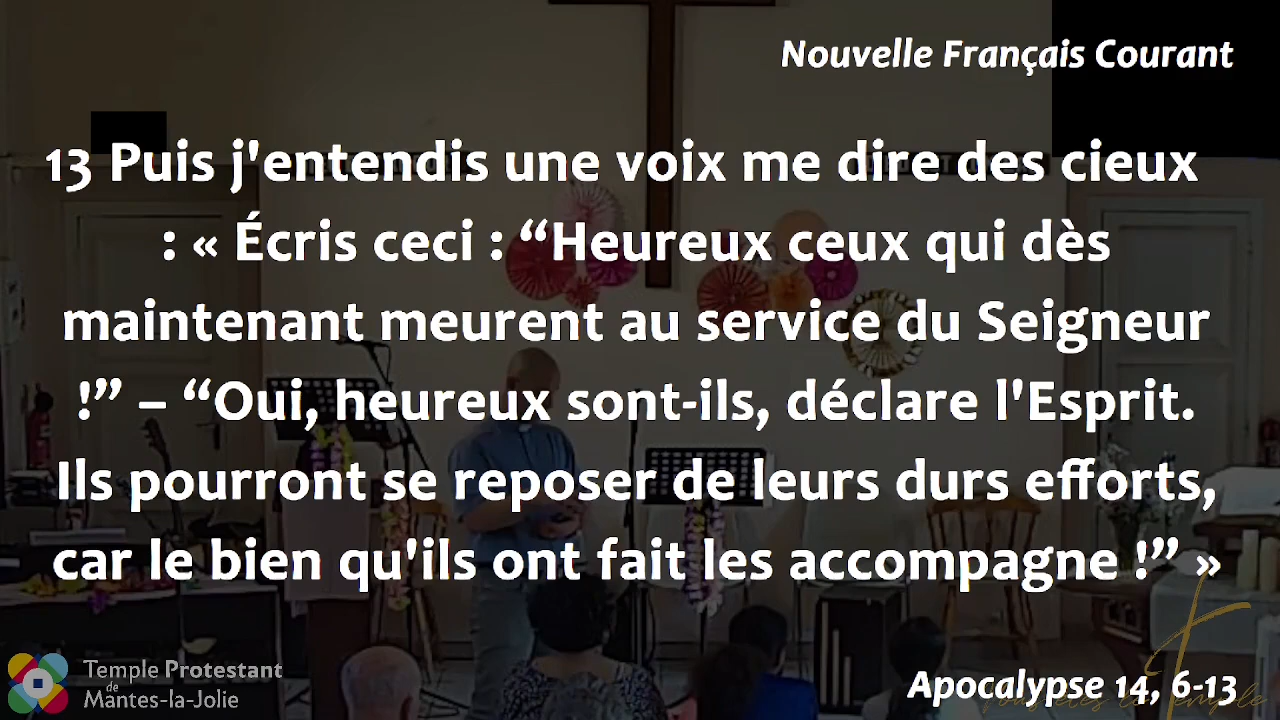 Nouvelle Français Courant
13 Puis j'entendis une voix me dire des cieux
: « Écris ceci : “Heureux ceux qui dès
maintenant meurent au service du Seigneur
!” – “Oui, heureux sont-ils, déclare l'Esprit.
Ils pourront se reposer de leurs durs efforts,
car le bien qu'ils ont fait les accompagne !” »
Temple Protestant
de
Mantes-la-Jolie
Apocalypse 14, 6-13